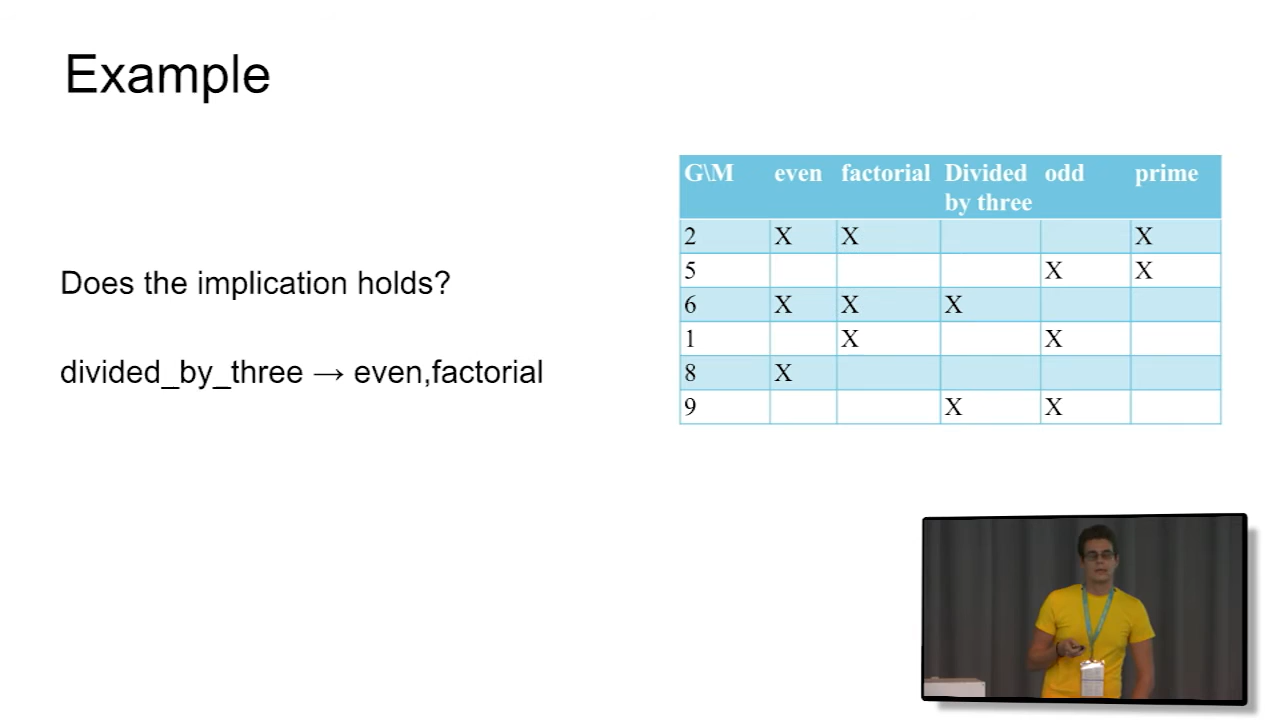 Example
Does the implication holds?
divided_by_three → even,factorial
G\M even factorial Divided by three odd prime
2 X X X
5 X X
6 X X X
1 X X
8 X
9 X X